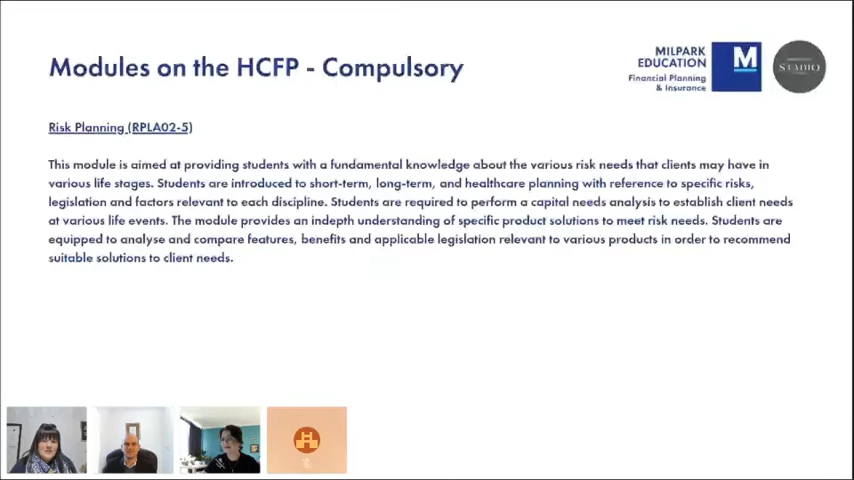 Modules on the HCFP - Compulsory
MILPARK
EDUCATION
Financial Planning
& Insurance
M
STADIO
Risk Planning (RPLA02-5)
This module is aimed at providing students with a fundamental knowledge about the various risk needs that clients may have in
various life stages. Students are introduced to short-term, long-term, and healthcare planning with reference to specific risks,
legislation and factors relevant to each discipline. Students are required to perform a capital needs analysis to establish client needs
at various life events. The module provides an indepth understanding of specific product solutions to meet risk needs. Students are
equipped to analyse and compare features, benefits and applicable legislation relevant to various products in order to recommend
suitable solutions to client needs.